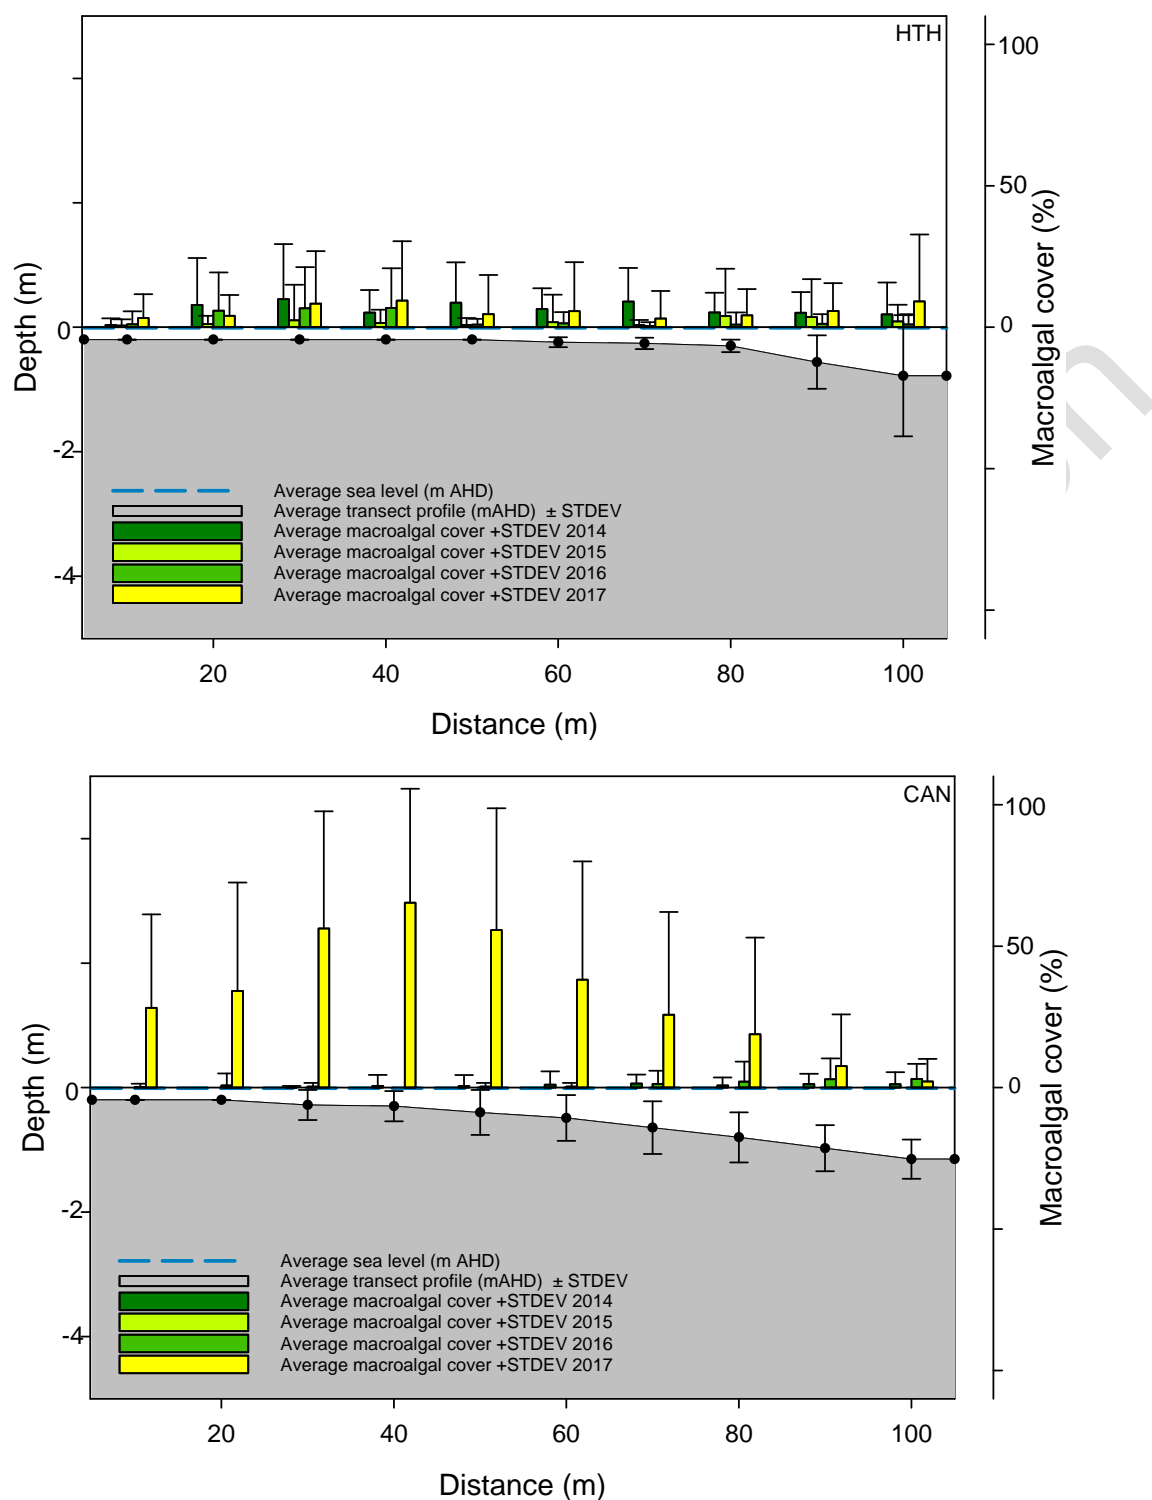 HTH
100
50
0
Macroalgal cover (%)
Depth (m)
0
-2
-4
Average sea level (m AHD)
Average transect profile (mAHD) ± STDEV
Average macroalgal cover +STDEV 2014
Average macroalgal cover +STDEV 2015
Average macroalgal cover +STDEV 2016
Average macroalgal cover +STDEV 2017
20 40 60 80 100
Distance (m)
CAN
100
50
0
Macroalgal cover (%)
Depth (m)
0
-2
-4
Average sea level (m AHD)
Average transect profile (mAHD) ± STDEV
Average macroalgal cover +STDEV 2014
Average macroalgal cover +STDEV 2015
Average macroalgal cover +STDEV 2016
Average macroalgal cover +STDEV 2017
20 40 60 80 100
Distance (m)